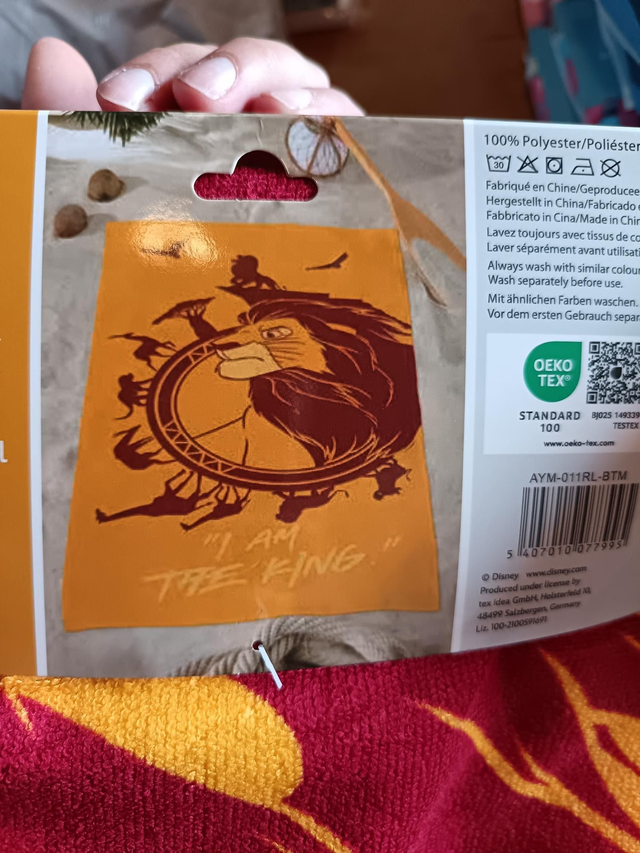 "I AM
THE KING."
100% Polyester/Poliéster
30
Fabriqué en Chine/Geproducee
Hergestellt in China/Fabricado
Fabbricato in Cina/Made in Chin
Lavez toujours avec tissus de co
Laver séparément avant utilisati
Always wash with similar colou
Wash separately before use.
Mit ähnlichen Farben waschen.
Vor dem ersten Gebrauch separ
OEKO
TEX®
STANDARD
100
BJ025 149339
TESTEX
www.oeko-tex.com
AYM-011RL-BTM
5 407010 077995
© Disney www.disney.com
Produced under license by
tex idea GmbH, Holsterfeld 10,
48499 Salzbergen, Germany
L